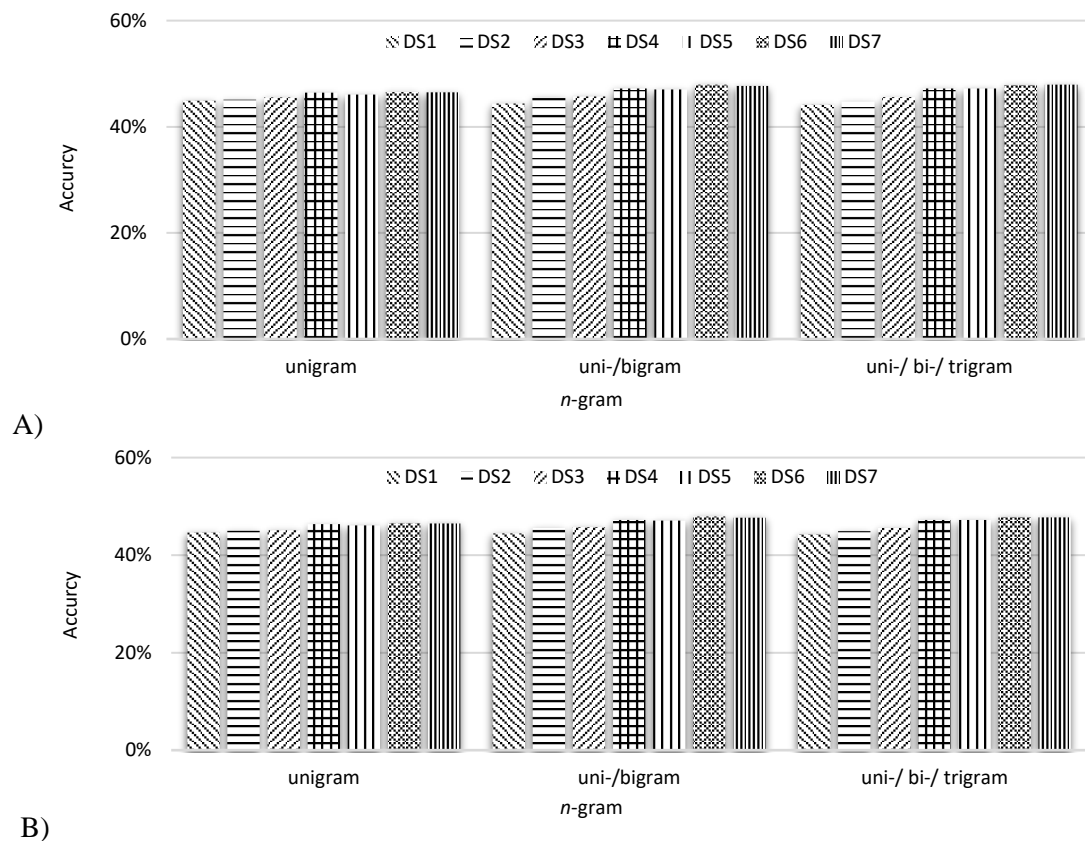 60%
DS1 DS2 DS3 DS4 DS5 DS6 DS7
40%
20%
0%
Accurcy
unigram uni-/bigram uni-/ bi-/ trigram
n-gram
A)
60%
DS1 DS2 DS3 DS4 DS5 DS6 DS7
40%
20%
0%
Accurcy
unigram uni-/bigram uni-/ bi-/ trigram
n-gram
B)